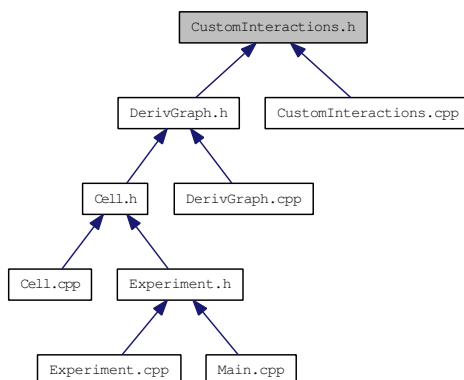 CustomInteractions.h
DerivGraph.h
CustomInteractions.cpp
Cell.h
DerivGraph.cpp
Cell.cpp
Experiment.h
Experiment.cpp
Main.cpp